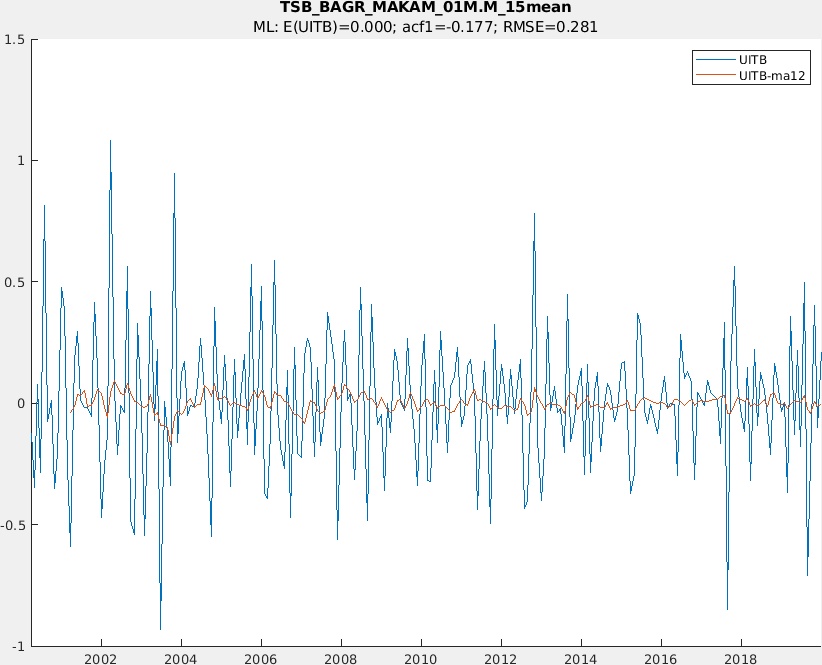 TSB_BAGR_MAKAM_01M.M_15mean
ML: E(UITB)=0.000; acf1=-0.177; RMSE=0.281
UITB
UITB-ma12
1.5
1
0.5
0
-0.5
-1
2002 2004 2006 2008 2010 2012 2014 2016 2018